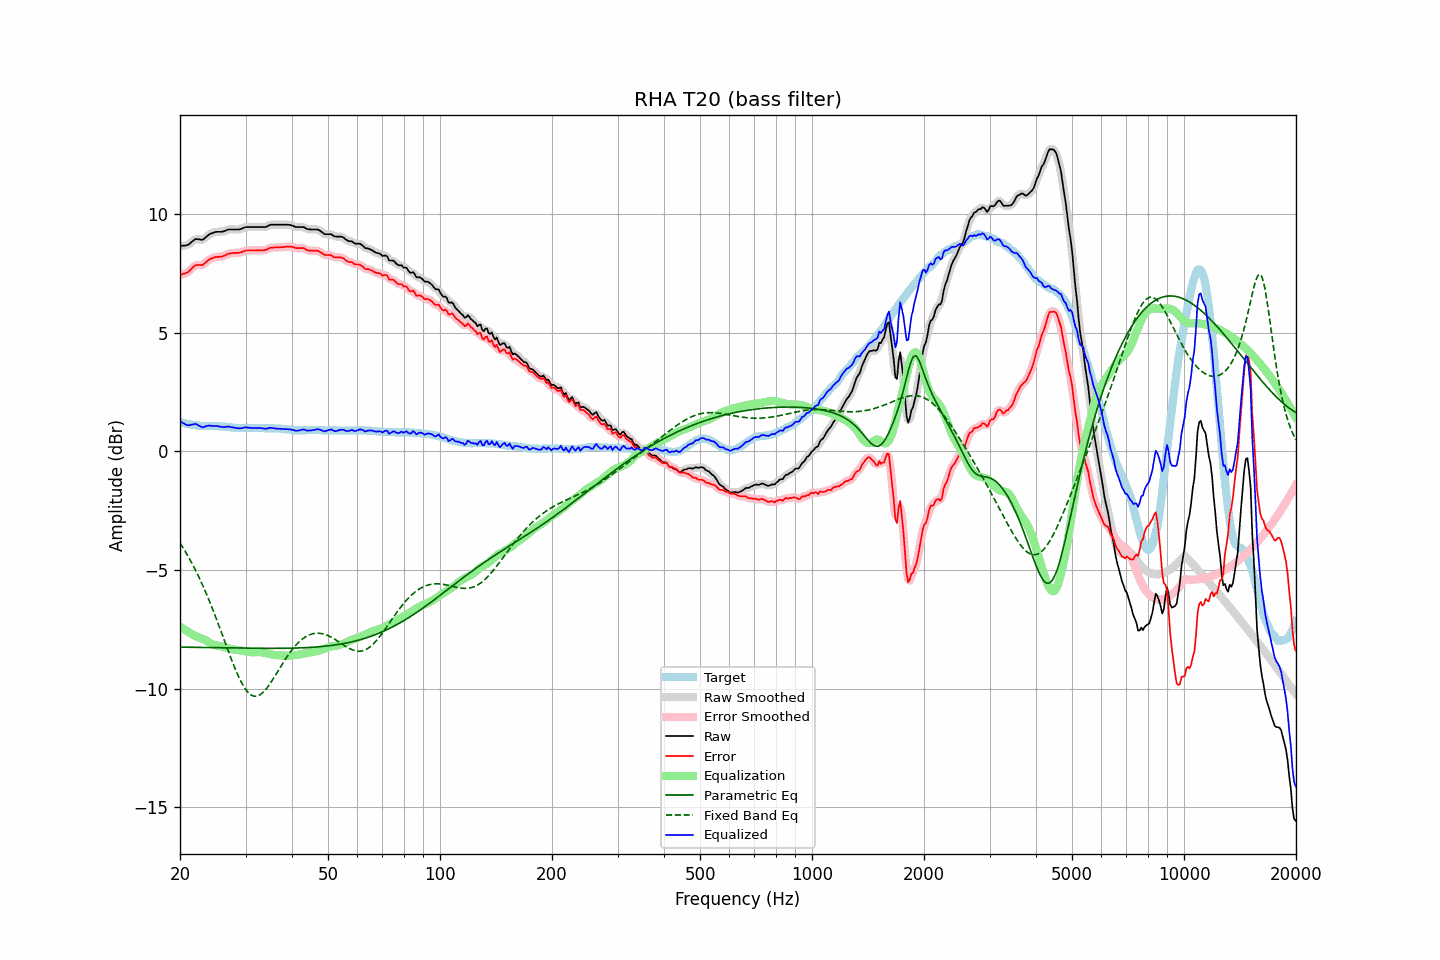 RHA T20 (bass filter)
Amplitude (dBr)
10
5
0
−5
−10
−15
20
50
100
200
500
1000
2000
5000
10000
20000
Frequency (Hz)
Target
Raw Smoothed
Error Smoothed
Raw
Error
Equalization
Parametric Eq
Fixed Band Eq
Equalized